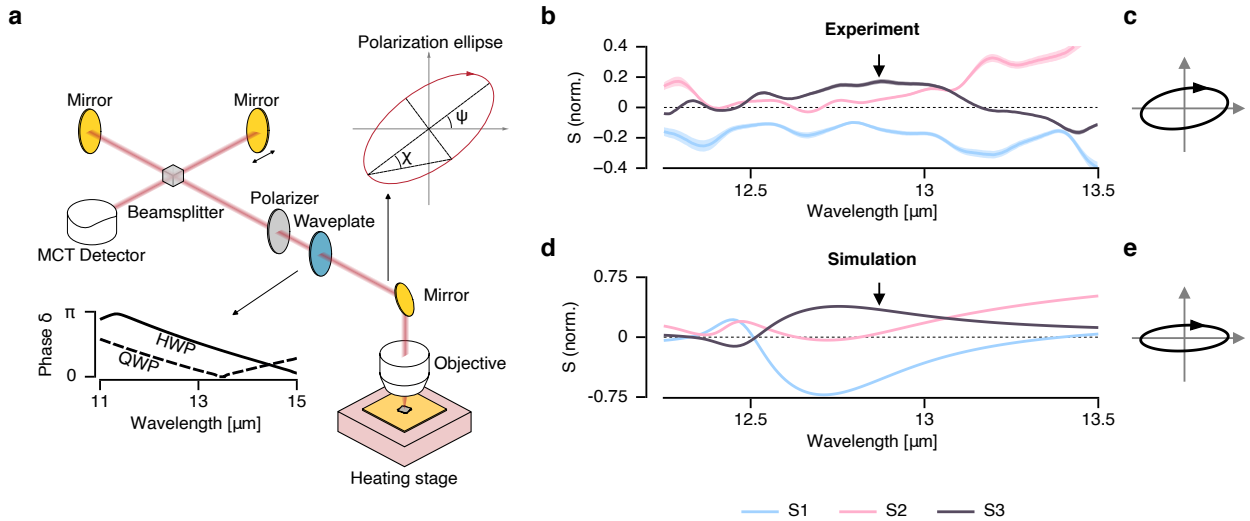 a
Polarization ellipse
Mirror
Mirror
ψ
χ
Polarizer
Beamsplitter
Waveplate
MCT Detector
Mirror
Objective
Heating stage
Phase δ
π
0
HWP
QWP
11
13
15
Wavelength [μm]
b
Experiment
S (norm.)
0.4
0.2
0
−0.2
−0.4
12.5
13
13.5
Wavelength [μm]
c
d
Simulation
S (norm.)
0.75
0
-0.75
12.5
13
13.5
Wavelength [μm]
e
S1
S2
S3